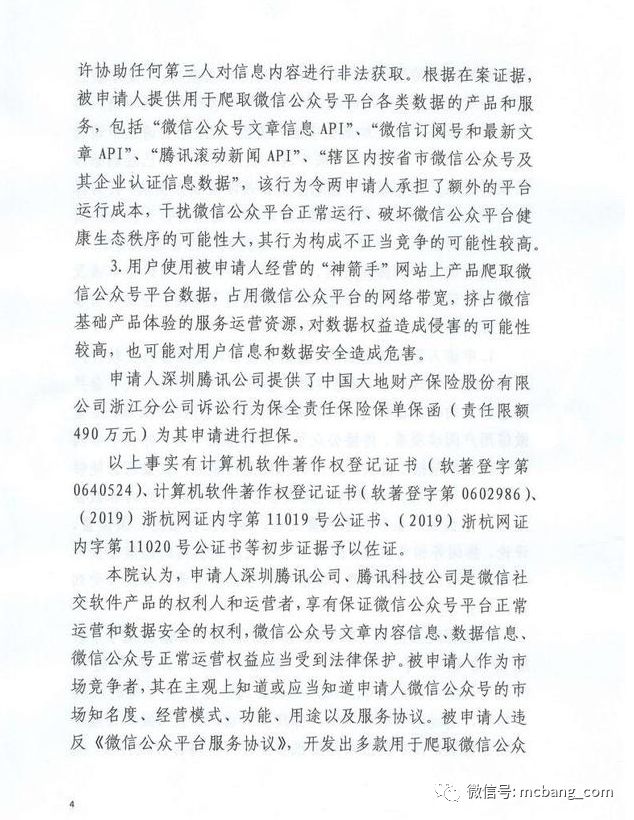 许协助任何第三人对信息内容进行非法获取。根据在案证据，
被申请人提供用于爬取微信公众号平台各类数据的产品和服
务，包括“微信公众号文章信息 API”、“微信订阅号和最新文
章 API”、“腾讯滚动新闻 API”、“辖区内按省市微信公众号及
其企业认证信息数据”，该行为令两申请人承担了额外的平台
运行成本，干扰微信公众平台正常运行、破坏微信公众平台健
康生态秩序的可能性大，其行为构成不正当竞争的可能性较高。
3. 用户使用被申请人经营的“神箭手”网站上产品爬取微
信公众号平台数据，占用微信公众平台的网络带宽，挤占微信
基础产品体验的服务运营资源，对数据权益造成侵害的可能性
较高，也可能对用户信息和数据安全造成危害。
申请人深圳腾讯公司提供了中国大地财产保险股份有限
公司浙江分公司诉讼行为保全责任保险保单保函（责任限额
490 万元）为其申请进行担保。
以上事实有计算机软件著作权登记证书（软著登字第
0640524）、计算机软件著作权登记证书（软著登字第 0602986）、
（2019）浙杭网证内字第 11019 号公证书、（2019）浙杭网证
内字第 11020 号公证书等初步证据予以佐证。
本院认为，申请人深圳腾讯公司、腾讯科技公司是微信社
交软件产品的权利人和运营者，享有保证微信公众号平台正常
运营和数据安全的权利，微信公众号文章内容信息、数据信息、
微信公众号正常运营权益应当受到法律保护。被申请人作为市
场竞争者，其在主观上知道或应当知道申请人微信公众号的市
场知名度、经营模式、功能、用途以及服务协议。被申请人违
反《微信公众平台服务协议》，开发出多款用于爬取微信公众
4
微信号: mcbang_com